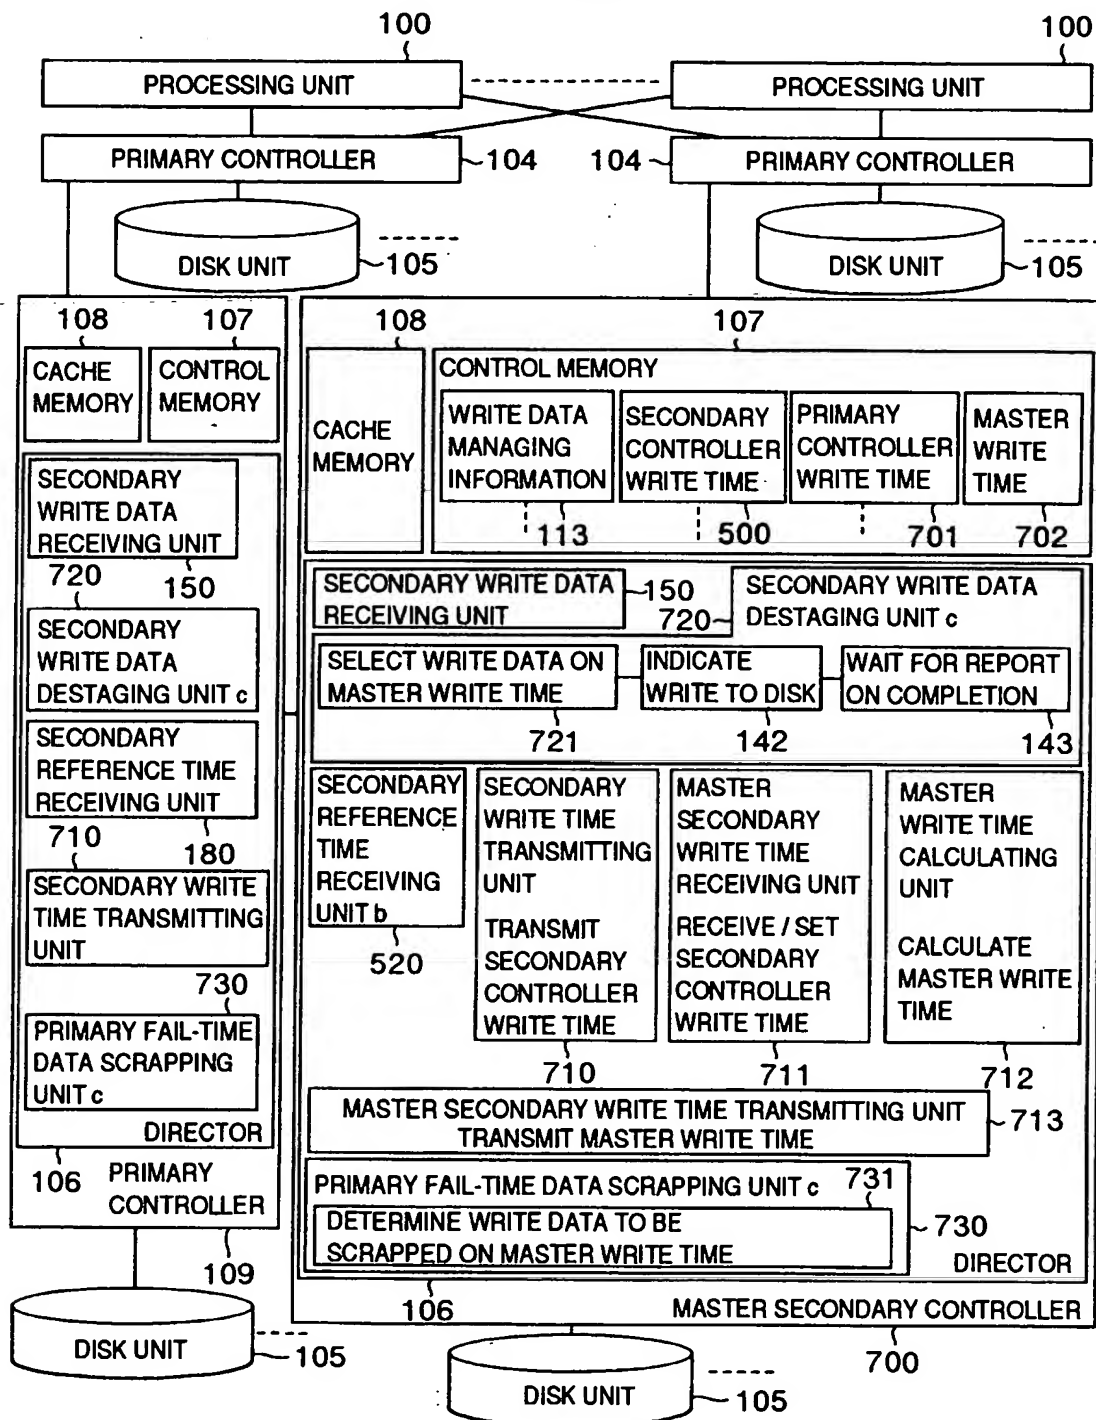 100
100
PROCESSING UNIT
PROCESSING UNIT
PRIMARY CONTROLLER
104
104
PRIMARY CONTROLLER
DISK UNIT
105
DISK UNIT
105
108
107
CACHE
MEMORY
CONTROL
MEMORY
SECONDARY
WRITE DATA
RECEIVING UNIT
720
150
SECONDARY
WRITE DATA
DESTAGING UNIT c
SECONDARY
REFERENCE TIME
RECEIVING UNIT
710
180
SECONDARY WRITE
TIME TRANSMITTING
UNIT
730
PRIMARY FAIL-TIME
DATA SCRAPPING
UNIT c
DIRECTOR
106
PRIMARY
CONTROLLER
109
DISK UNIT
105
108
107
CACHE
MEMORY
CONTROL MEMORY
WRITE DATA
MANAGING
INFORMATION
113
SECONDARY
CONTROLLER
WRITE TIME
500
PRIMARY
CONTROLLER
WRITE TIME
701
MASTER
WRITE
TIME
702
SECONDARY WRITE DATA
RECEIVING UNIT
150
720
SECONDARY WRITE DATA
DESTAGING UNIT c
SELECT WRITE DATA ON
MASTER WRITE TIME
721
INDICATE
WRITE TO DISK
142
WAIT FOR REPORT
ON COMPLETION
143
SECONDARY
REFERENCE
TIME
RECEIVING
UNIT b
520
SECONDARY
WRITE TIME
TRANSMITTING
UNIT
TRANSMIT
SECONDARY
CONTROLLER
WRITE TIME
710
MASTER
SECONDARY
WRITE TIME
RECEIVING UNIT
RECEIVE / SET
SECONDARY
CONTROLLER
WRITE TIME
711
MASTER
WRITE TIME
CALCULATING
UNIT
CALCULATE
MASTER WRITE
TIME
712
MASTER SECONDARY WRITE TIME TRANSMITTING UNIT
TRANSMIT MASTER WRITE TIME
713
PRIMARY FAIL-TIME DATA SCRAPPING UNIT c
731
DETERMINE WRITE DATA TO BE
SCRAPPED ON MASTER WRITE TIME
730
DIRECTOR
106
MASTER SECONDARY CONTROLLER
700
DISK UNIT
105